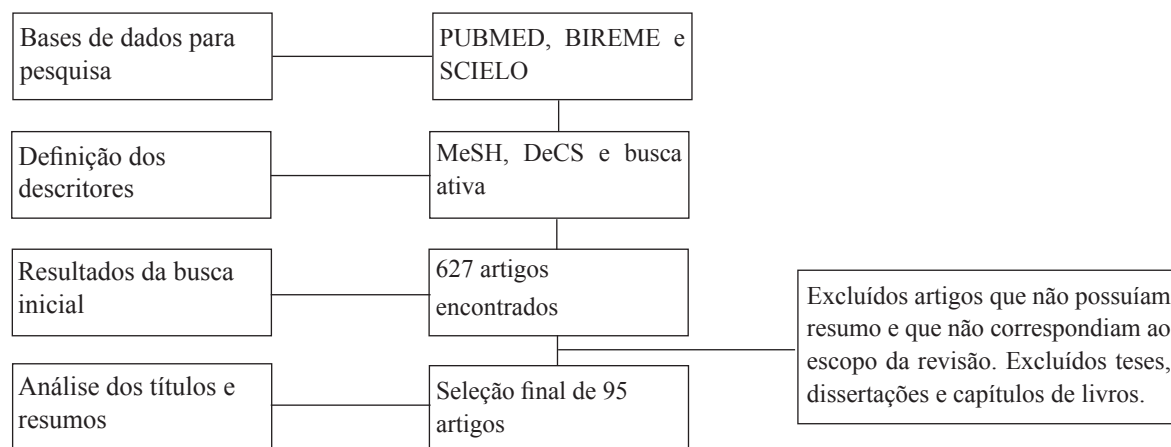 Bases de dados para
pesquisa
PUBMED, BIREME e
SCIELO
Definição dos
descritores
MeSH, DeCS e busca
ativa
Resultados da busca
inicial
627 artigos
encontrados
Excluídos artigos que não possuíam
resumo e que não correspondiam ao
escopo da revisão. Excluídos teses,
dissertações e capítulos de livros.
Análise dos títulos e
resumos
Seleção final de 95
artigos